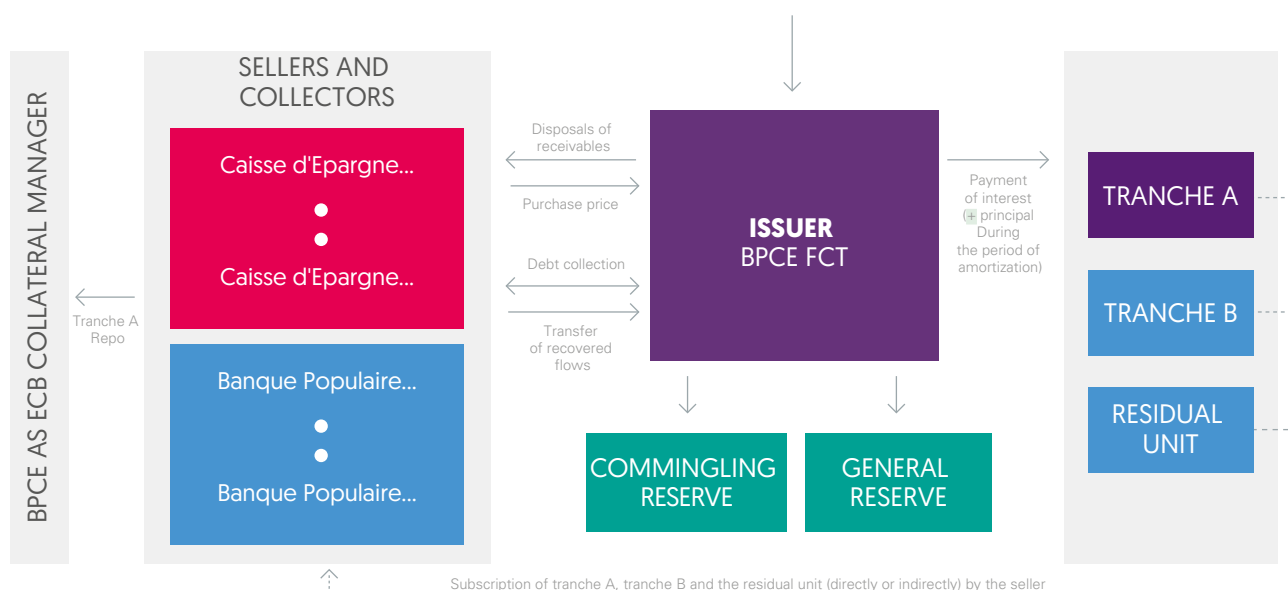 BPCE AS ECB COLLATERAL MANAGER
Tranche A
Repo
SELLERS AND
COLLECTORS
Caisse d'Epargne...
Caisse d'Epargne...
Banque Populaire...
Banque Populaire...
Disposals of
receivables
Purchase price
Debt collection
Transfer
of recovered
flows
ISSUER
BPCE FCT
COMMINGLING
RESERVE
GENERAL
RESERVE
Payment
of interest
(+ principal
During
the period of
amortization)
TRANCHE A
TRANCHE B
RESIDUAL
UNIT
Subscription of tranche A, tranche B and the residual unit (directly or indirectly) by the seller